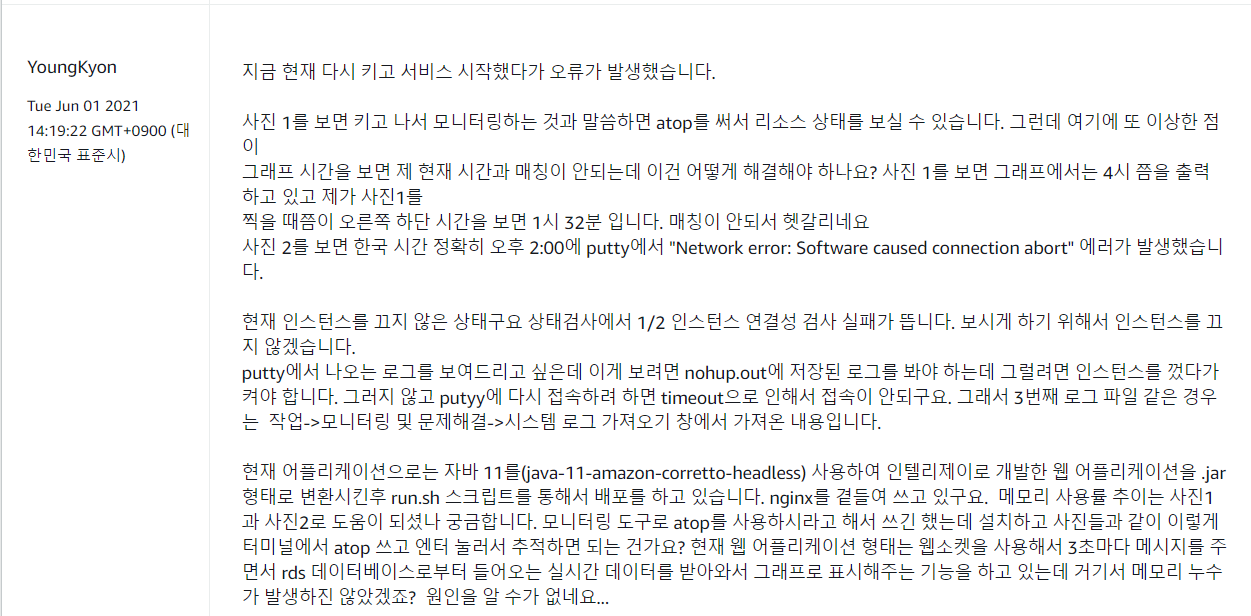 YoungKyon
Tue Jun 01 2021
14:19:22 GMT+0900 (대
한민국 표준시)
지금 현재 다시 키고 서비스 시작했다가 오류가 발생했습니다.
사진 1를 보면 키고 나서 모니터링하는 것과 말씀하면 atop를 써서 리소스 상태를 보실 수 있습니다. 그런데 여기에 또 이상한 점
이
그래프 시간을 보면 제 현재 시간과 매칭이 안되는데 이건 어떻게 해결해야 하나요? 사진 1를 보면 그래프에서는 4시 쯤을 출력
하고 있고 제가 사진1를
찍을 때쯤이 오른쪽 하단 시간을 보면 1시 32분 입니다. 매칭이 안되서 헷갈리네요
사진 2를 보면 한국 시간 정확히 오후 2:00에 putty에서 "Network error: Software caused connection abort" 에러가 발생했습니
다.
현재 인스턴스를 끄지 않은 상태구요 상태검사에서 1/2 인스턴스 연결성 검사 실패가 뜹니다. 보시게 하기 위해서 인스턴스를 끄
지 않겠습니다.
putty에서 나오는 로그를 보여드리고 싶은데 이게 보려면 nohup.out에 저장된 로그를 봐야 하는데 그럴려면 인스턴스를 껐다가
켜야 합니다. 그러지 않고 putyy에 다시 접속하려 하면 timeout으로 인해서 접속이 안되구요. 그래서 3번째 로그 파일 같은 경우
는  작업->모니터링 및 문제해결->시스템 로그 가져오기 창에서 가져온 내용입니다.
현재 어플리케이션으로는 자바 11를(java-11-amazon-corretto-headless) 사용하여 인텔리제이로 개발한 웹 어플리케이션을 .jar
형태로 변환시킨후 run.sh 스크립트를 통해서 배포를 하고 있습니다. nginx를 곁들여 쓰고 있구요.  메모리 사용률 추이는 사진1
과 사진2로 도움이 되셨나 궁금합니다. 모니터링 도구로 atop를 사용하시라고 해서 쓰긴 했는데 설치하고 사진들과 같이 이렇게
터미널에서 atop 쓰고 엔터 눌러서 추적하면 되는 건가요? 현재 웹 어플리케이션 형태는 웹소켓을 사용해서 3초마다 메시지를 주
면서 rds 데이터베이스로부터 들어오는 실시간 데이터를 받아와서 그래프로 표시해주는 기능을 하고 있는데 거기서 메모리 누수
가 발생하진 않았겠죠?  원인을 알 수가 없네요...